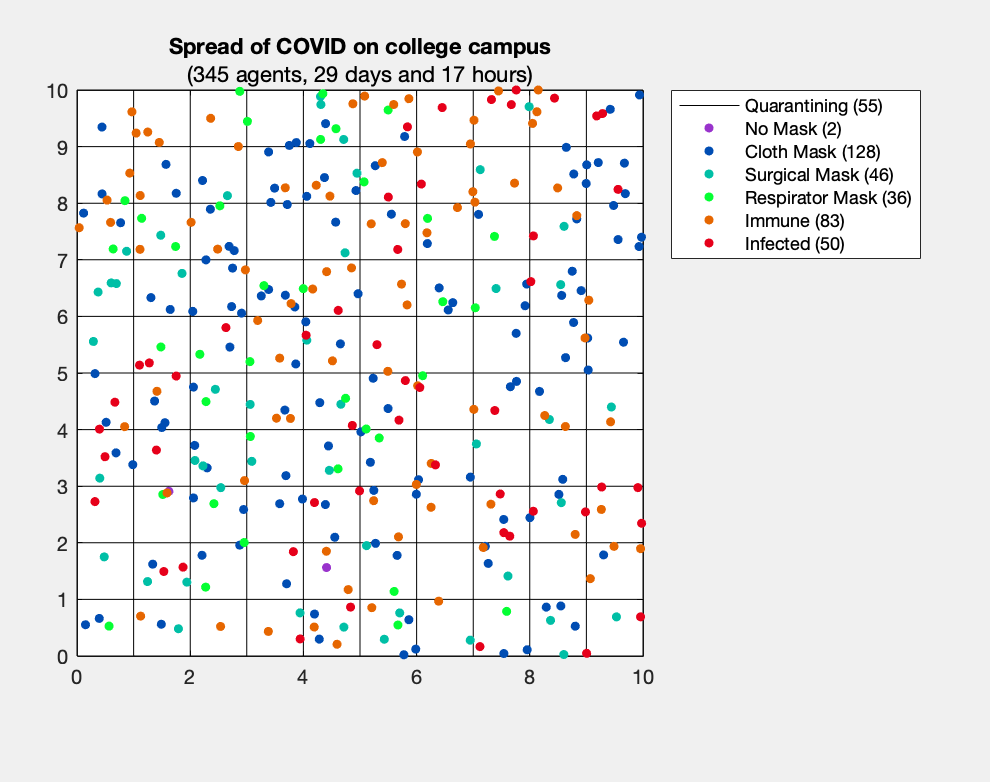 Spread of COVID on college campus
(345 agents, 29 days and 17 hours)
10
9
8
7
6
5
4
3
2
1
0
0 2 4 6 8 10
Quarantining (55)
No Mask (2)
Cloth Mask (128)
Surgical Mask (46)
Respirator Mask (36)
Immune (83)
Infected (50)